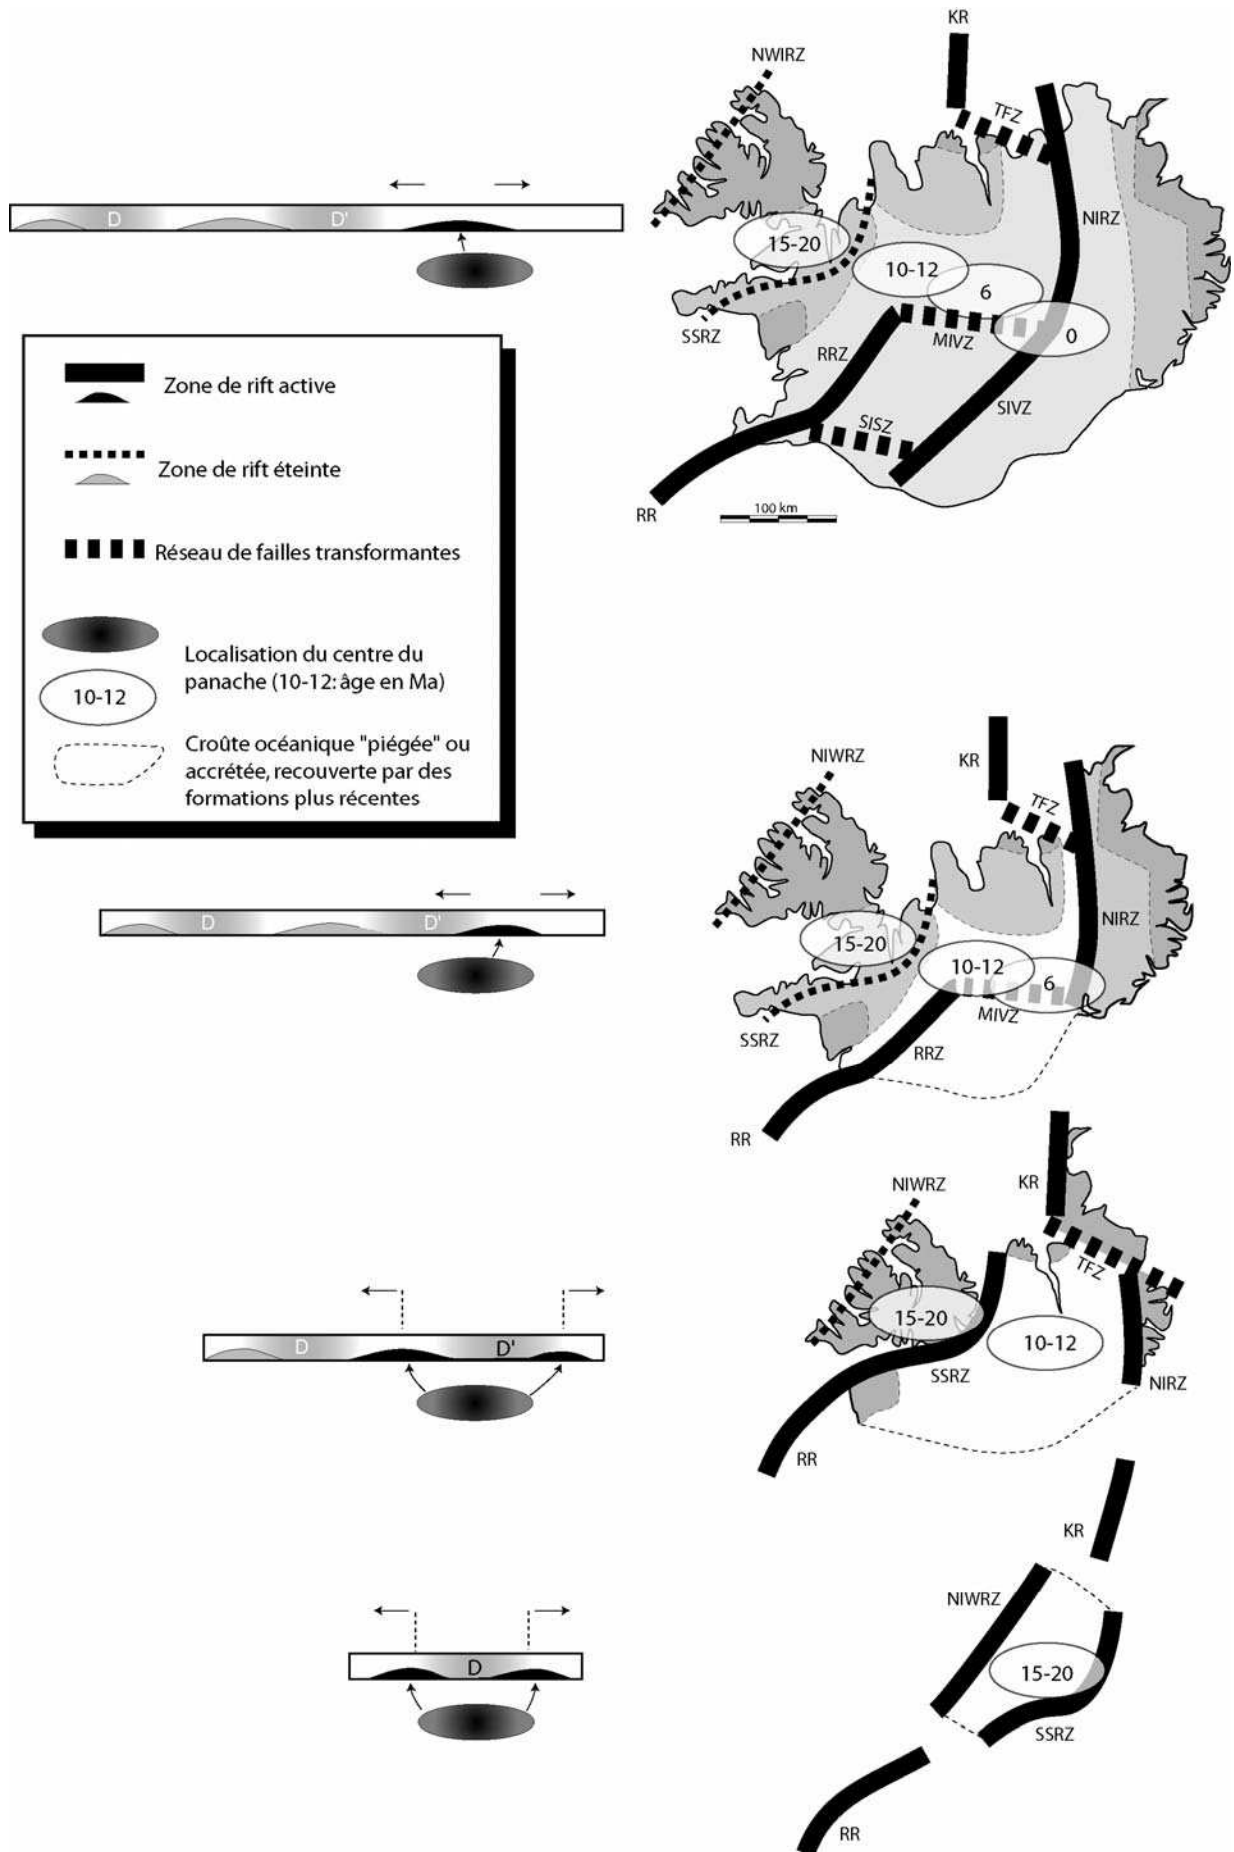 KR
NWIRZ
TFZ
D
D'
15-20
10-12
6
NIRZ
0
SSRZ
MIVZ
RRZ
SIVZ
SISZ
RR
100 km
Zone de rift active
Zone de rift éteinte
Réseau de failles transformantes
Localisation du centre du
panache (10-12: âge en Ma)
10-12
Croûte océanique "piégée" ou
accrétée, recouverte par des
formations plus récentes
NIWRZ
KR
TFZ
D
D'
NIRZ
15-20
10-12
6
MIVZ
SSRZ
RRZ
RR
NIWRZ
KR
TFZ
15-20
10-12
D
D'
SSRZ
NIRZ
RR
KR
NIWRZ
D
15-20
SSRZ
RR